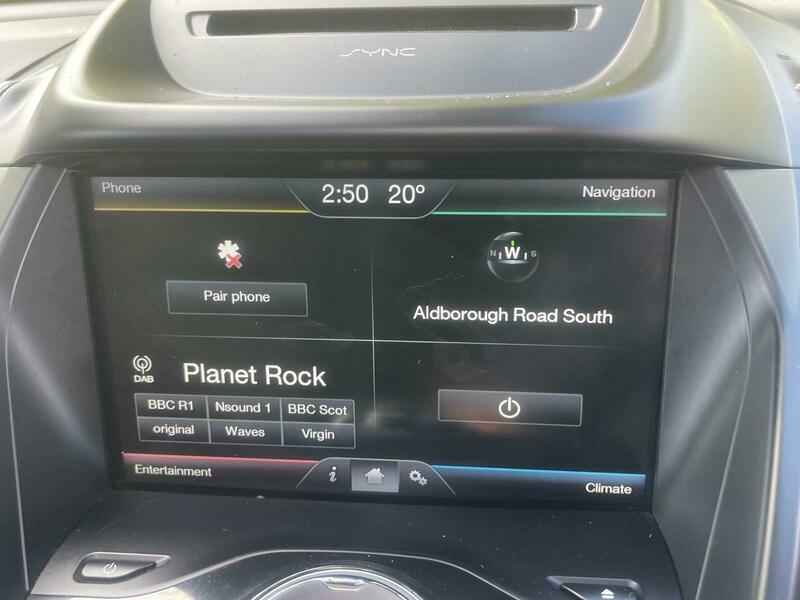 SYNC
Phone
2:50 20°
Navigation
Pair phone
N W S
Aldborough Road South
DAB
Planet Rock
BBC R1 Nsound 1 BBC Scot
original Waves Virgin
Entertainment
i
Climate